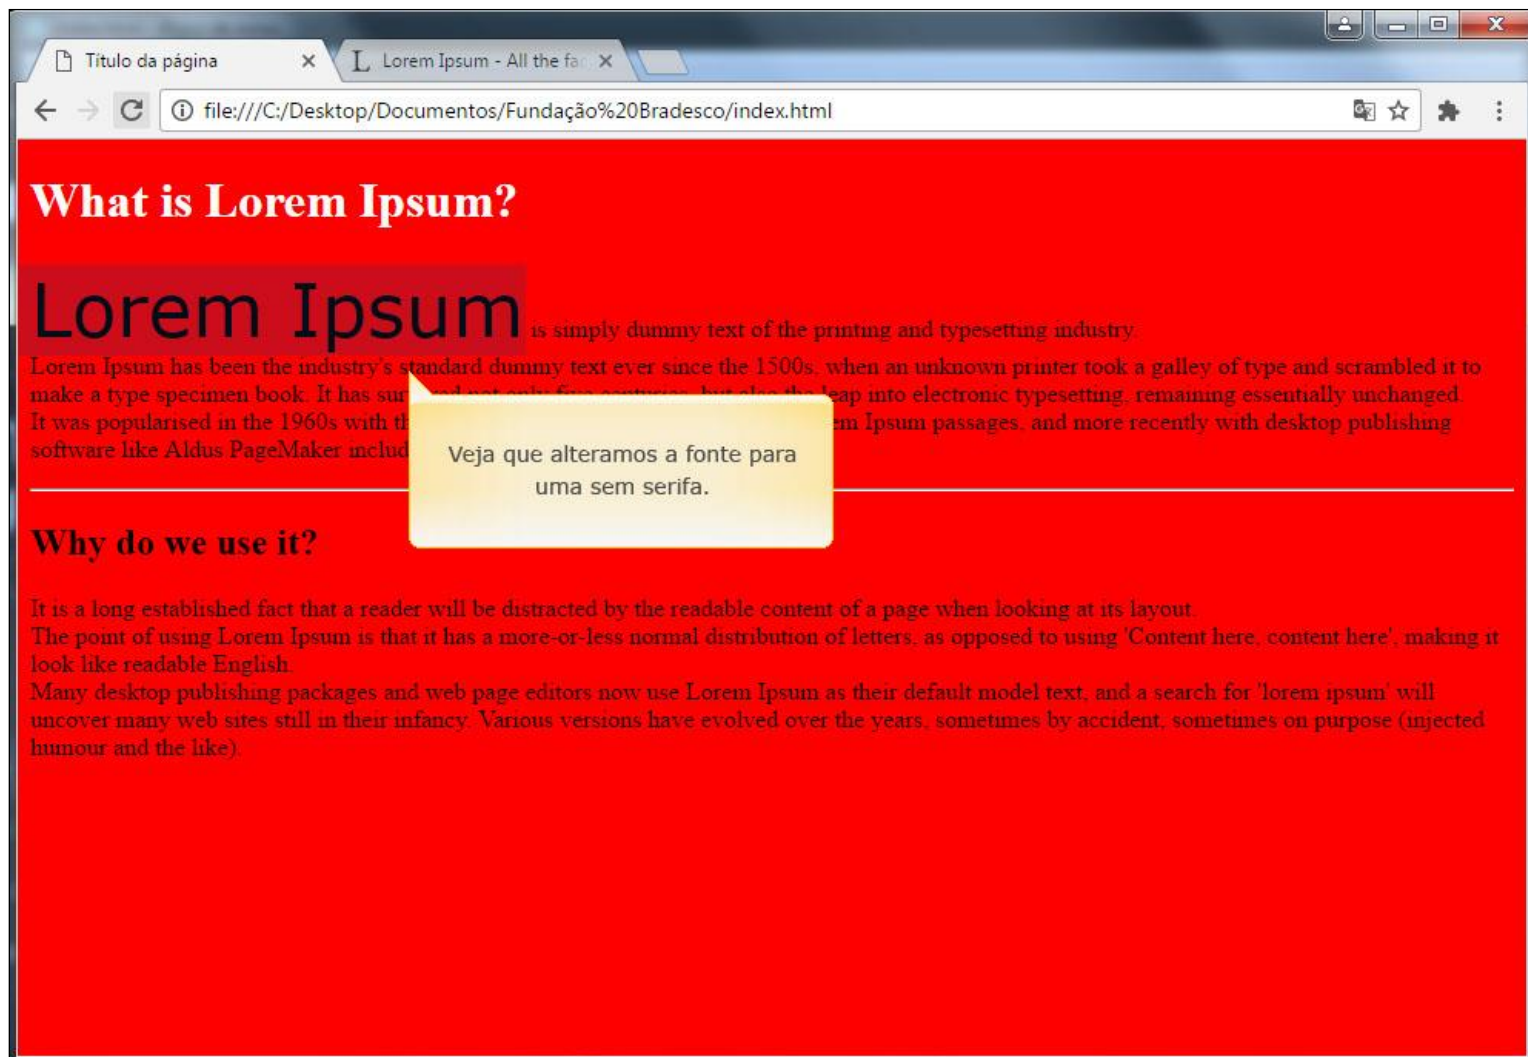 Título da página
L Lorem Ipsum - All the fa
file:///C:/Desktop/Documentos/Fundação%20Bradesco/index.html
What is Lorem Ipsum?
Lorem Ipsum is simply dummy text of the printing and typesetting industry.
Lorem Ipsum has been the industry's standard dummy text ever since the 1500s, when an unknown printer took a galley of type and scrambled it to
make a type specimen book. It has sur only five centuries, but also the leap into electronic typesetting, remaining essentially unchanged.
It was popularised in the 1960s with th em Ipsum passages, and more recently with desktop publishing
software like Aldus PageMaker includ
Veja que alteramos a fonte para
uma sem serifa.
Why do we use it?
It is a long established fact that a reader will be distracted by the readable content of a page when looking at its layout.
The point of using Lorem Ipsum is that it has a more-or-less normal distribution of letters, as opposed to using 'Content here, content here', making it
look like readable English.
Many desktop publishing packages and web page editors now use Lorem Ipsum as their default model text, and a search for 'lorem ipsum' will
uncover many web sites still in their infancy. Various versions have evolved over the years, sometimes by accident, sometimes on purpose (injected
humour and the like).